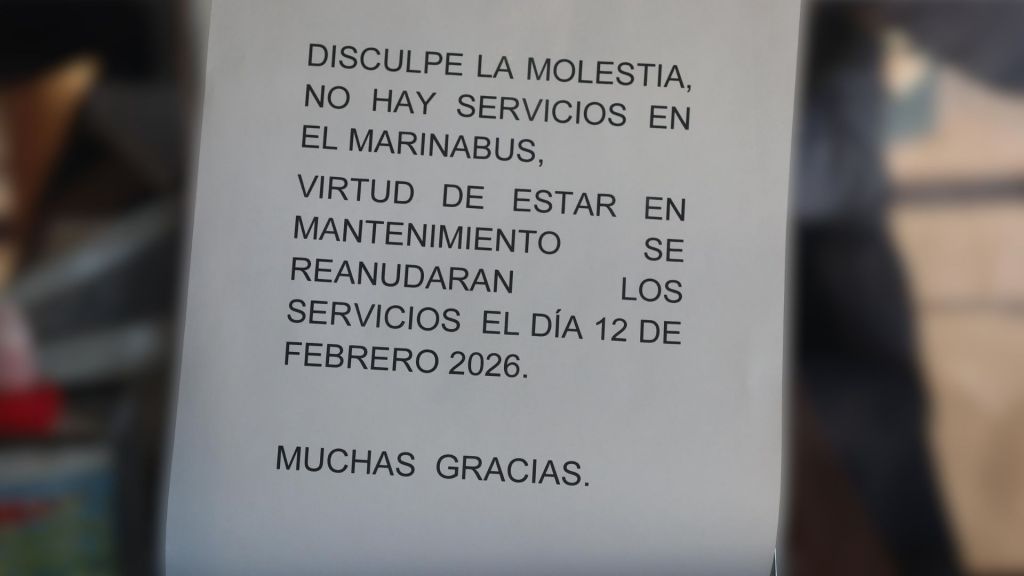 DISCULPE LA MOLESTIA,
NO HAY SERVICIOS EN
EL MARINABUS,
VIRTUD DE ESTAR EN
MANTENIMIENTO SE
REANUDARAN LOS
SERVICIOS EL DÍA 12 DE
FEBRERO 2026.
MUCHAS GRACIAS.